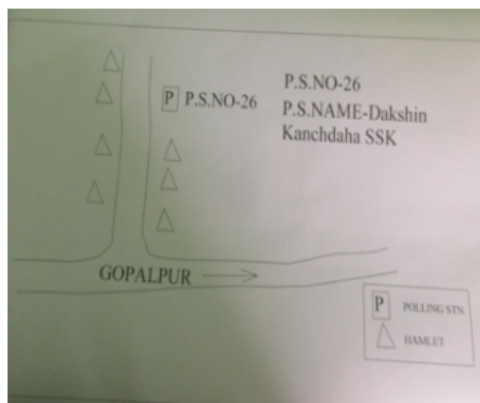 P.S.NO-26
P.S.NAME-Dakshin
Kanchdaha SSK
P P.S.NO-26
GOPALPUR
P POLLING STN.
HAMLET